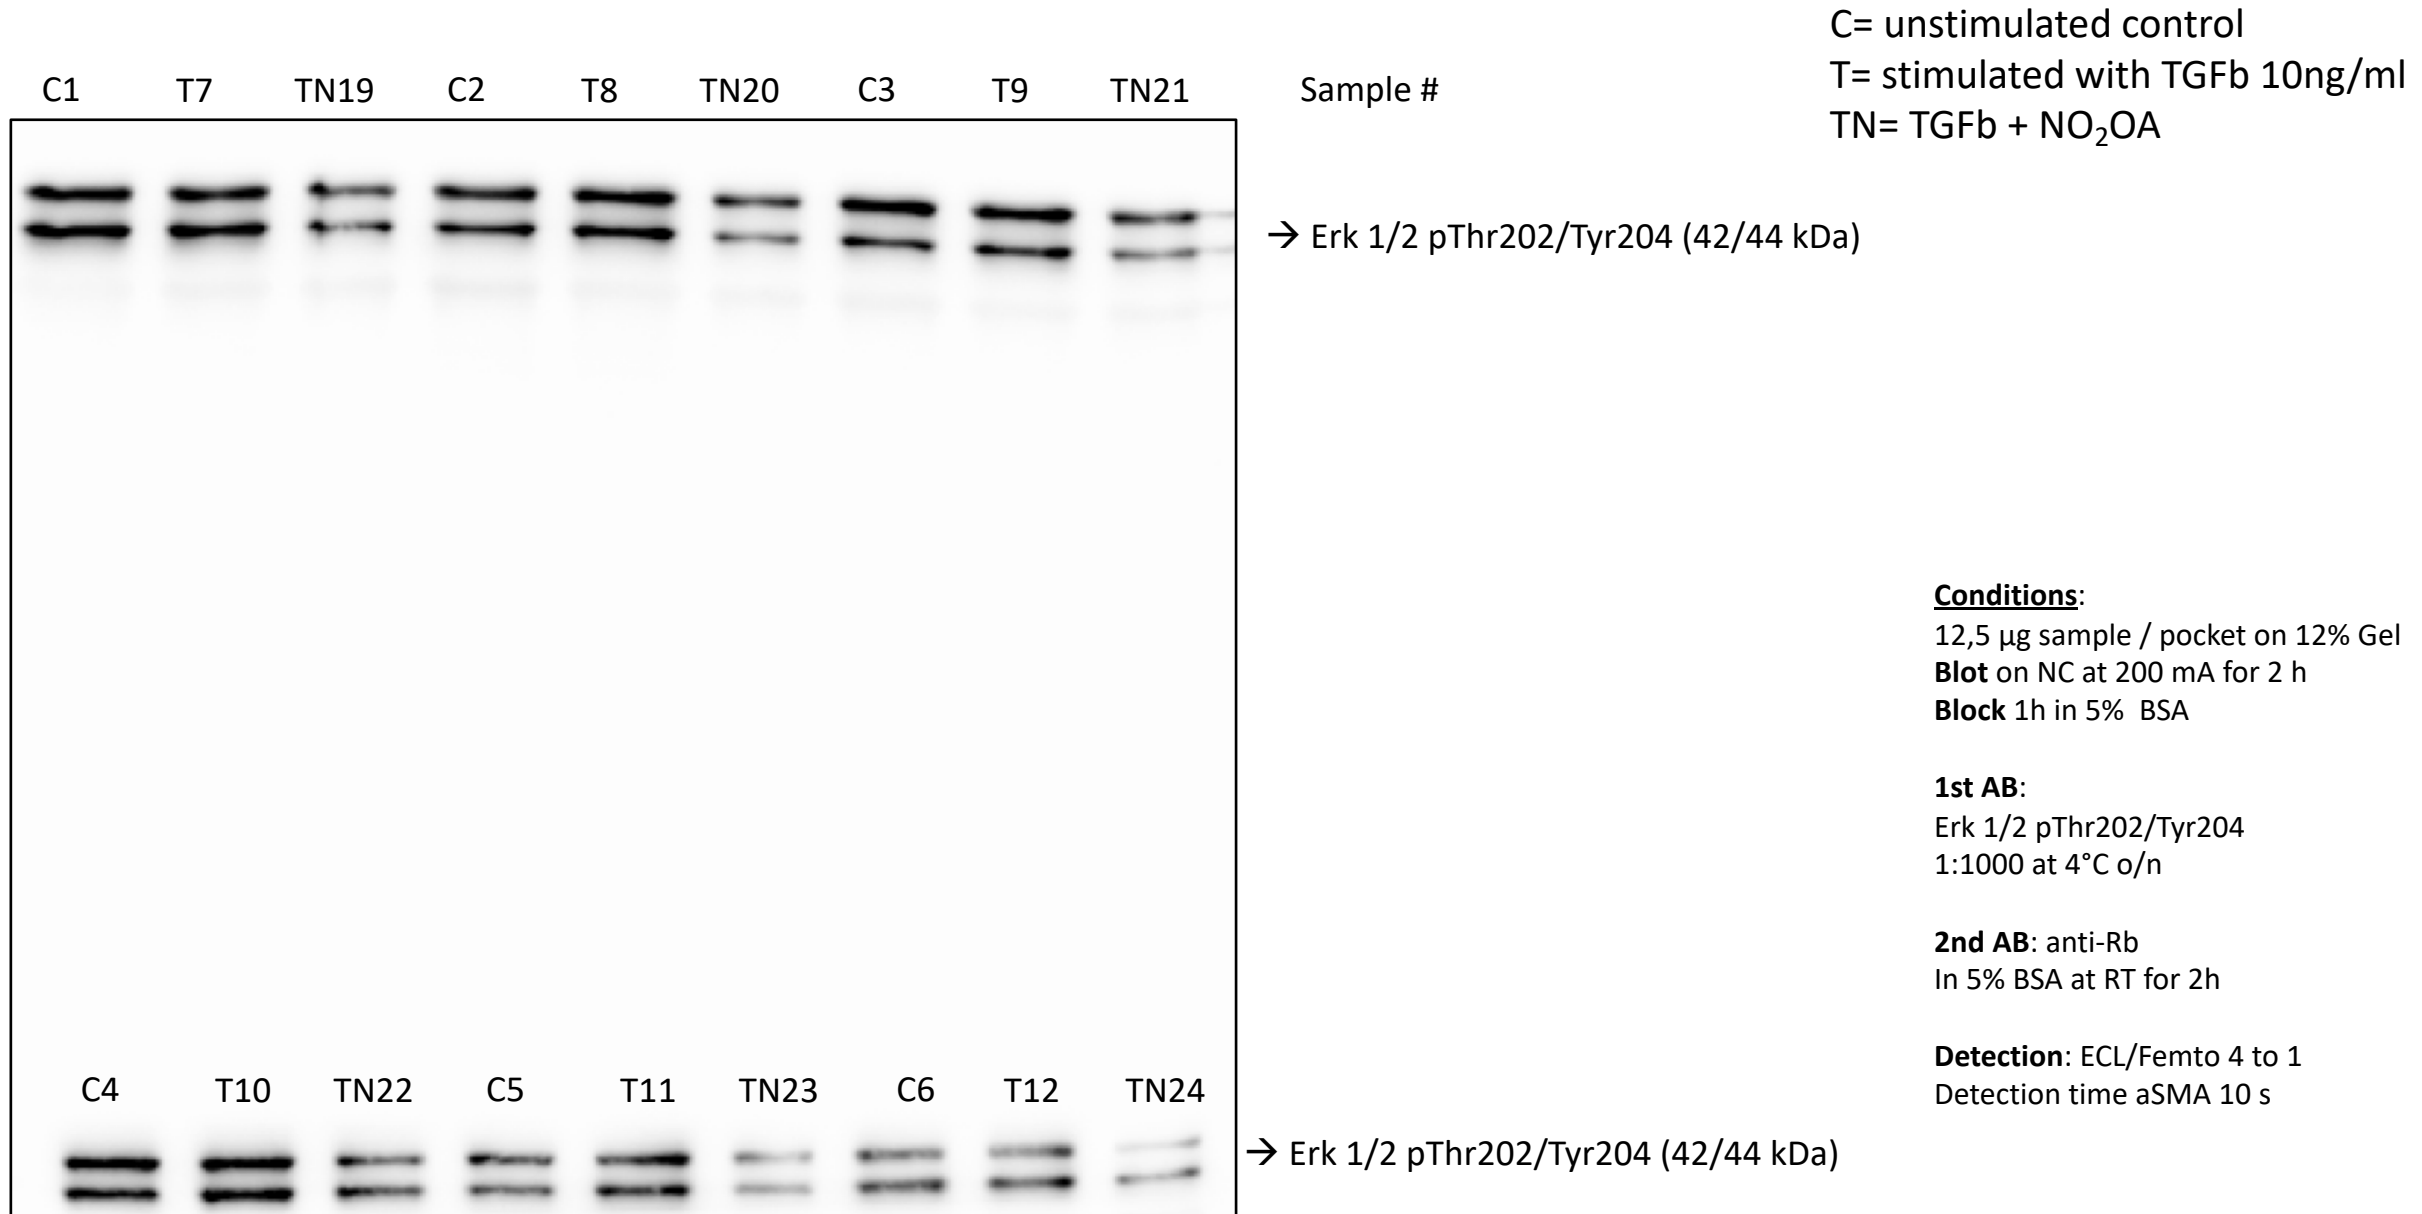 C= unstimulated control
T= stimulated with TGFb 10ng/ml
TN= TGFb + NO₂OA
C1 T7 TN19 C2 T8 TN20 C3 T9 TN21 Sample #
→ Erk 1/2 pThr202/Tyr204 (42/44 kDa)
Conditions:
12,5 µg sample / pocket on 12% Gel
Blot on NC at 200 mA for 2 h
Block 1h in 5% BSA
1st AB:
Erk 1/2 pThr202/Tyr204
1:1000 at 4°C o/n
2nd AB: anti-Rb
In 5% BSA at RT for 2h
Detection: ECL/Femto 4 to 1
Detection time aSMA 10 s
C4 T10 TN22 C5 T11 TN23 C6 T12 TN24
→ Erk 1/2 pThr202/Tyr204 (42/44 kDa)